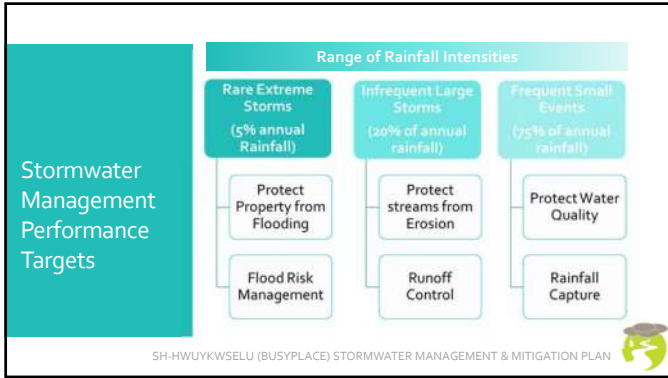 Stormwater
Management
Performance
Targets
Range of Rainfall Intensities
Rare Extreme
Storms
(5% annual
Rainfall)
Protect
Property from
Flooding
Flood Risk
Management
Infrequent Large
Storms
(20% of annual
rainfall)
Protect
streams from
Erosion
Runoff
Control
Frequent Small
Events
(75% of annual
rainfall)
Protect Water
Quality
Rainfall
Capture
SH-HWUYKWSELU (BUSYPLACE) STORMWATER MANAGEMENT & MITIGATION PLAN